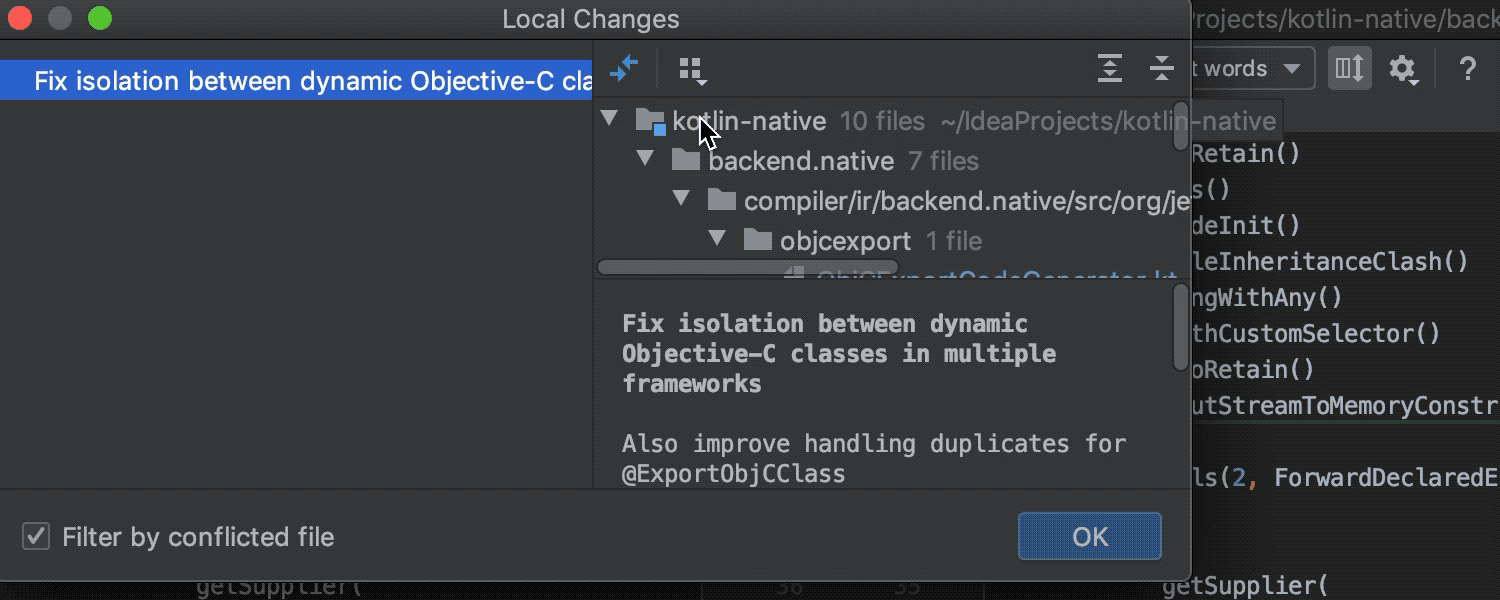 Local Changes
rojects/kotlin-native/back
Fix isolation between dynamic Objective-C cla
t words
?
kotlin-native 10 files ~/IdeaProjects/kotlin-native
backend.native 7 files
compiler/ir/backend.native/src/org/je
objcexport 1 file
ObjCExportCodeGenerator.kt
Retain()
s()
deInit()
leInheritanceClash()
ngWithAny()
thCustomSelector()
oRetain()
utStreamToMemoryConstr
ls(2, ForwardDeclaredE
Fix isolation between dynamic
Objective-C classes in multiple
frameworks
Also improve handling duplicates for
@ExportObjCClass
Filter by conflicted file
OK
getSupplier(
36 35
getSupplier(